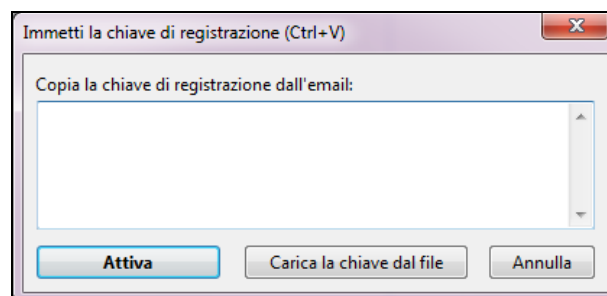 Immetti la chiave di registrazione (Ctrl+V)
Copia la chiave di registrazione dall'email:
Attiva Carica la chiave dal file Annulla